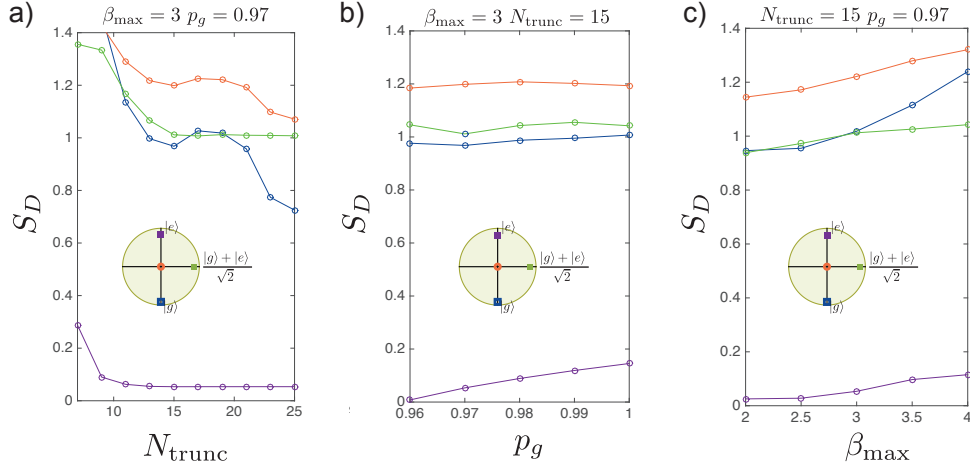 a)
β_max = 3 p_g = 0.97
S_D
1.4
1.2
1
0.8
0.6
0.4
0.2
0
10
15
20
25
N_trunc
|e⟩
|g⟩ + |e⟩
√2
|g⟩
b)
β_max = 3 N_trunc = 15
S_D
1.4
1.2
1
0.8
0.6
0.4
0.2
0
0.96
0.97
0.98
0.99
1
p_g
|e⟩
|g⟩ + |e⟩
√2
|g⟩
c)
N_trunc = 15 p_g = 0.97
S_D
1.4
1.2
1
0.8
0.6
0.4
0.2
0
2
2.5
3
3.5
4
β_max
|e⟩
|g⟩ + |e⟩
√2
|g⟩